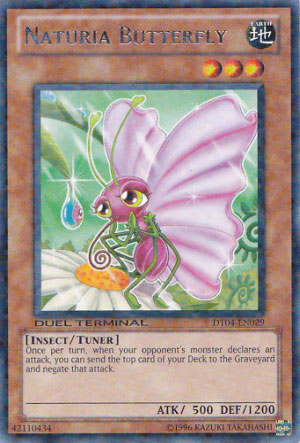 NATURIA BUTTERFLY
EARTH
地
DUEL TERMINAL DT04-EN029
[INSECT/TUNER]
Once per turn, when your opponent's monster declares an
attack, you can send the top card of your Deck to the Graveyard
and negate that attack.
ATK/ 500 DEF/1200
42110434 ©1996 KAZUKI TAKAHASHI